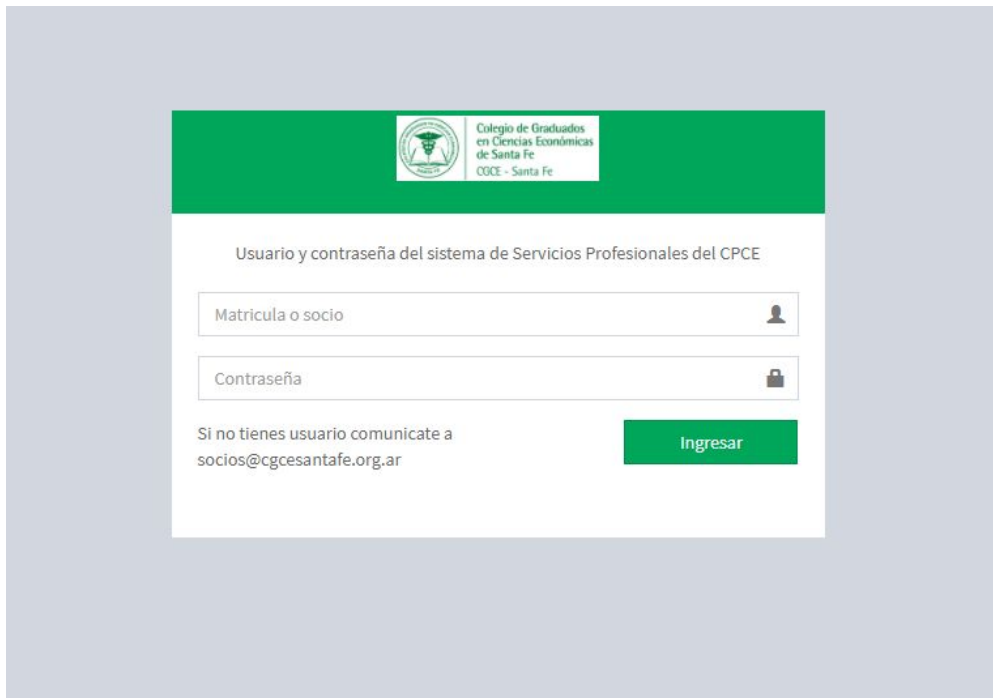 Colegio de Graduados
en Ciencias Económicas
de Santa Fe
CGCE - Santa Fe
Usuario y contraseña del sistema de Servicios Profesionales del CPCE
Matricula o socio
Contraseña
Si no tienes usuario comunicate a
socios@cgcesantafe.org.ar
Ingresar